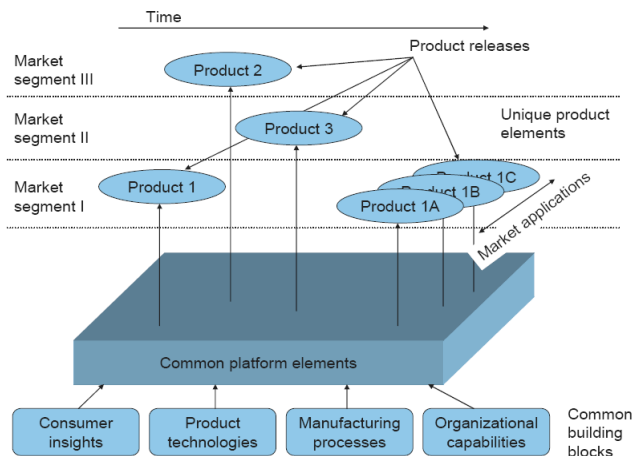 Time
Product releases
Market
segment III
Product 2
Market
segment II
Product 3
Unique product
elements
Market
segment I
Product 1
Product 1C
Product 1B
Product 1A
Market applications
Common platform elements
Consumer
insights
Product
technologies
Manufacturing
processes
Organizational
capabilities
Common
building
blocks